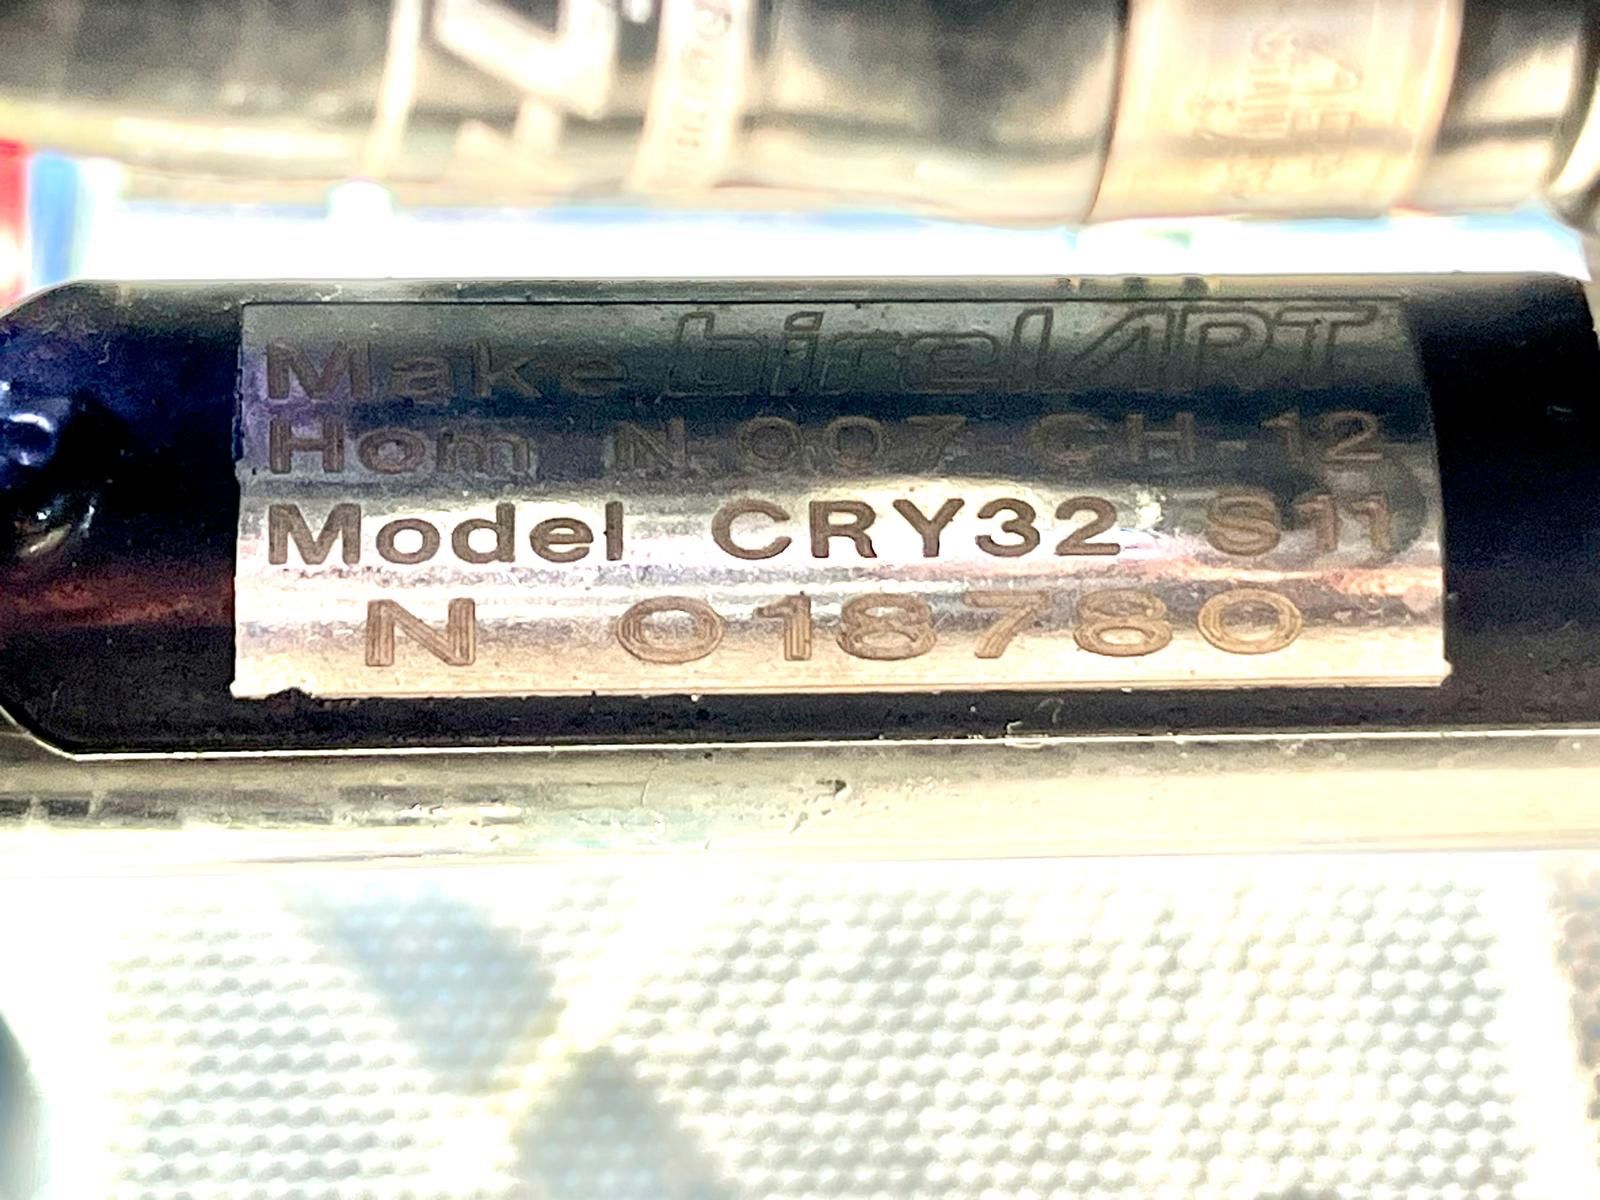 Make birelART
Hom N.007-CH-12
Model CRY32 S11
N 018780